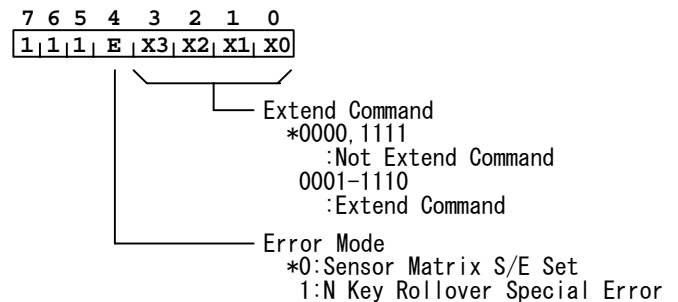 7 6 5 4 3 2 1 0
1 1 1 E X3 X2 X1 X0
Extend Command
*0000,1111
:Not Extend Command
0001-1110
:Extend Command
Error Mode
*0:Sensor Matrix S/E Set
1:N Key Rollover Special Error